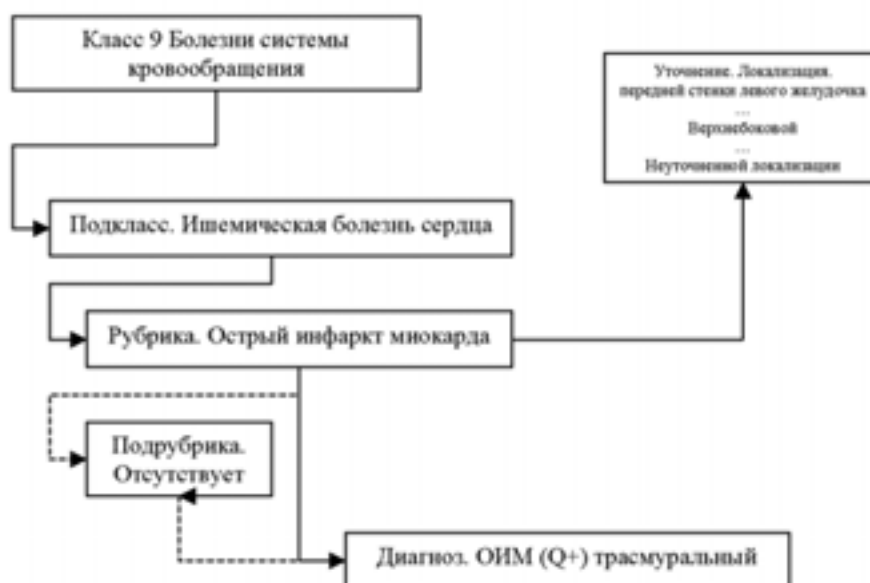 Класс 9 Болезни системы
кровообращения
Уточнение. Локализация.
передней стенки левого желудочка
...
Верхнебоковой
...
Неуточненной локализации
Подкласс. Ишемическая болезнь сердца
Рубрика. Острый инфаркт миокарда
Подрубрика.
Отсутствует
Диагноз. ОИМ (Q+) трасмуральный